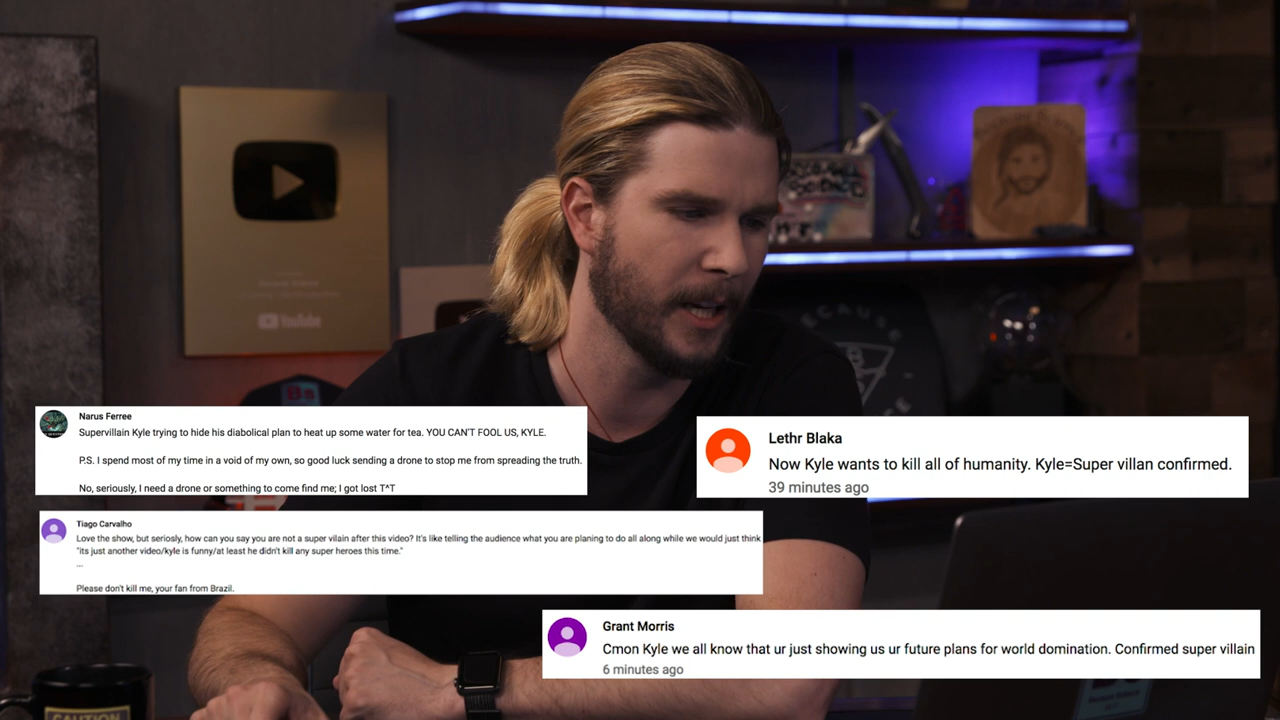 YouTube
BECAUSE
Bs
Narus Ferree
Supervillain Kyle trying to hide his diabolical plan to heat up some water for tea. YOU CAN'T FOOL US, KYLE.
P.S. I spend most of my time in a void of my own, so good luck sending a drone to stop me from spreading the truth.
No, seriously, I need a drone or something to come find me; I got lost T^T
Lethr Blaka
Now Kyle wants to kill all of humanity. Kyle=Super villan confirmed.
39 minutes ago
Tiago Carvalho
Love the show, but seriosly, how can you say you are not a super vilain after this video? It's like telling the audience what you are planing to do all along while we would just think
"its just another video/kyle is funny/at least he didn't kill any super heroes this time."
...
Please don't kill me, your fan from Brazil.
Grant Morris
Cmon Kyle we all know that ur just showing us ur future plans for world domination. Confirmed super villain
6 minutes ago
CAUTION